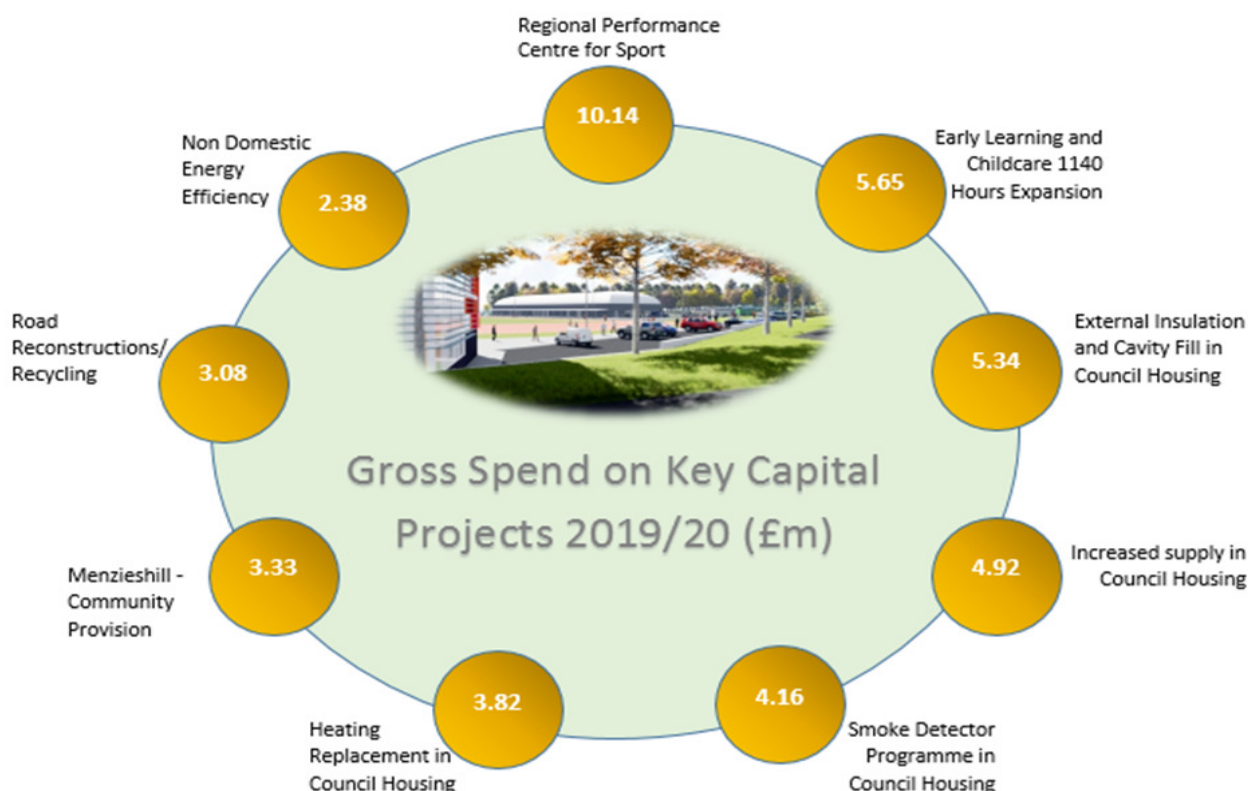 Regional Performance
Centre for Sport
10.14
Early Learning and
Childcare 1140
Hours Expansion
5.65
External Insulation
and Cavity Fill in
Council Housing
5.34
Increased supply in
Council Housing
4.92
Smoke Detector
Programme in
Council Housing
4.16
Heating
Replacement in
Council Housing
3.82
Menzieshill -
Community
Provision
3.33
Road
Reconstructions/
Recycling
3.08
Non Domestic
Energy
Efficiency
2.38
Gross Spend on Key Capital
Projects 2019/20 (£m)